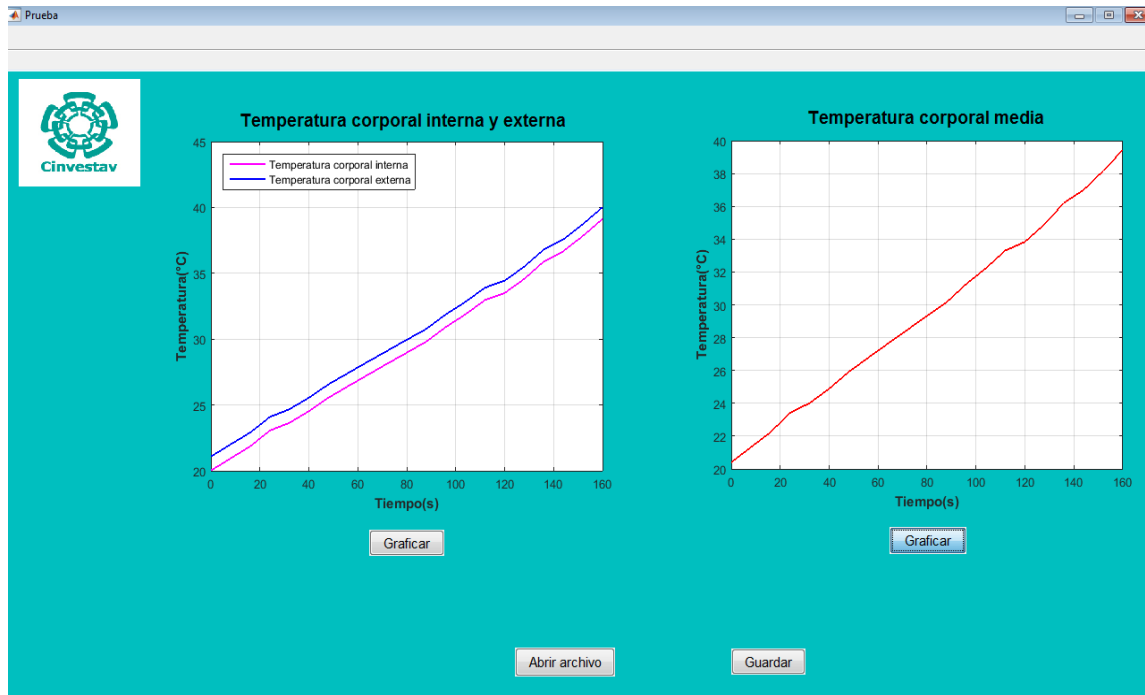 Prueba
Cinvestav
Temperatura corporal interna y externa
Temperatura corporal interna
Temperatura corporal externa
Temperatura(°C)
45
40
35
30
25
20
0 20 40 60 80 100 120 140 160
Tiempo(s)
Graficar
Temperatura corporal media
Temperatura(°C)
40
38
36
34
32
30
28
26
24
22
20
0 20 40 60 80 100 120 140 160
Tiempo(s)
Graficar
Abrir archivo
Guardar